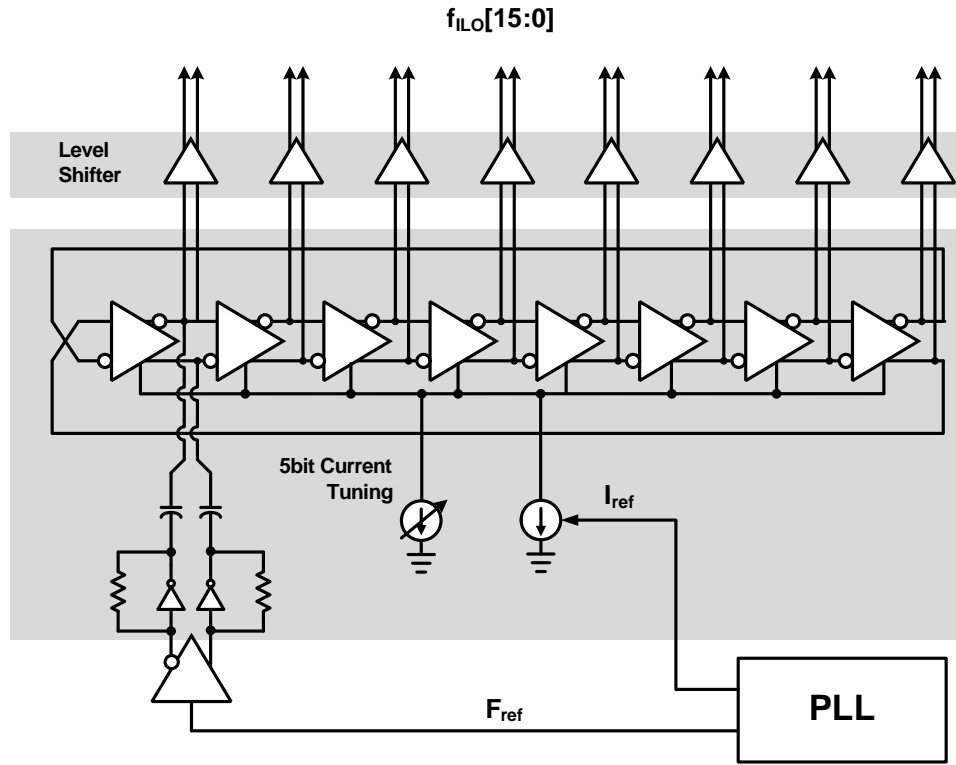 fILO[15:0]
Level
Shifter
5bit Current
Tuning
Iref
Fref
PLL